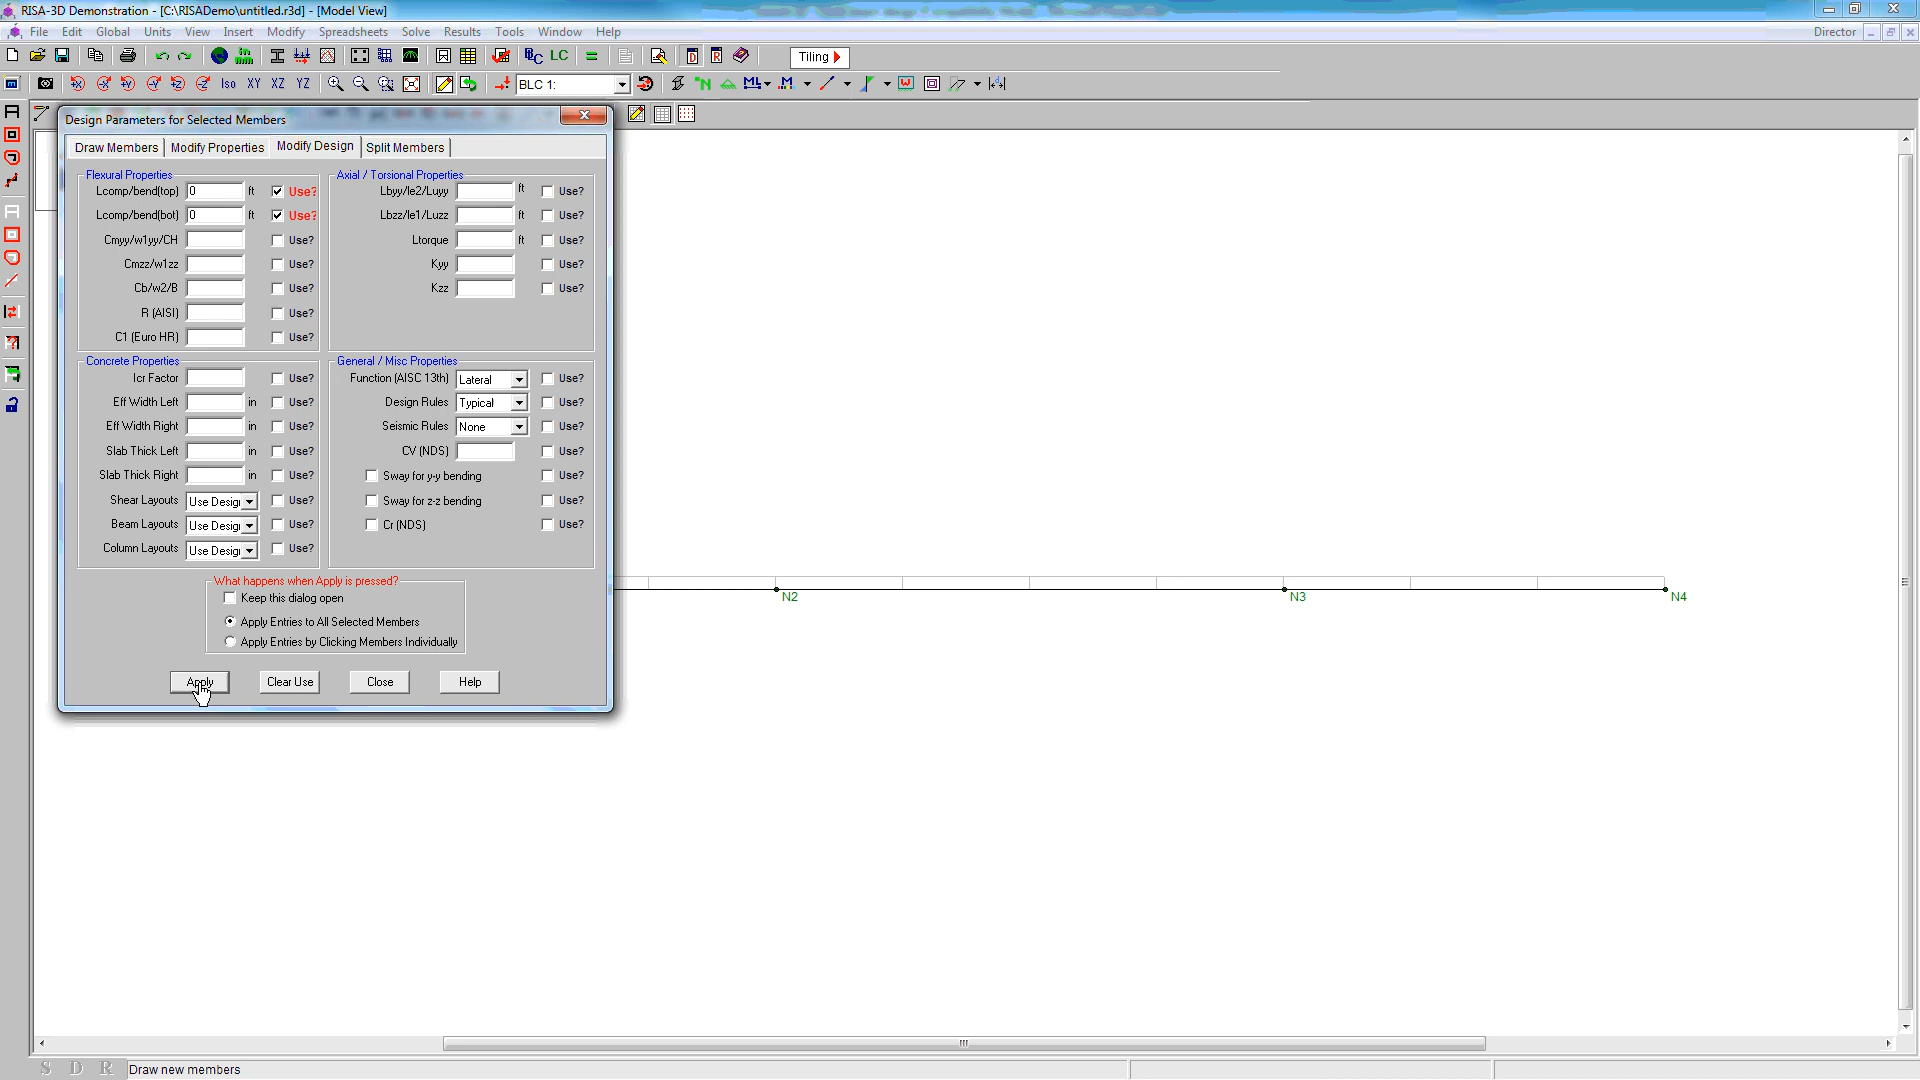 RISA-3D Demonstration - [C:\RISADemo\untitled.r3d] - [Model View]
File Edit Global Units View Insert Modify Spreadsheets Solve Results Tools Window Help Director
LC Tiling
+X -X +Y -Y +Z -Z Iso XY XZ YZ BLC 1: N ML M
Design Parameters for Selected Members
Draw Members Modify Properties Modify Design Split Members
Flexural Properties
Lcomp/bend(top) 0 ft Use?
Lcomp/bend(bot) 0 ft Use?
Cmyy/w1yy/CH Use?
Cmzz/w1zz Use?
Cb/w2/B Use?
R (AISI) Use?
C1 (Euro HR) Use?
Axial / Torsional Properties
Lbyy/le2/Luyy ft Use?
Lbzz/le1/Luzz ft Use?
Ltorque ft Use?
Kyy Use?
Kzz Use?
Concrete Properties
Icr Factor Use?
Eff Width Left in Use?
Eff Width Right in Use?
Slab Thick Left in Use?
Slab Thick Right in Use?
Shear Layouts Use Desig Use?
Beam Layouts Use Desig Use?
Column Layouts Use Desig Use?
General / Misc Properties
Function (AISC 13th) Lateral Use?
Design Rules Typical Use?
Seismic Rules None Use?
CV (NDS) Use?
Sway for y-y bending Use?
Sway for z-z bending Use?
Cr (NDS) Use?
What happens when Apply is pressed?
Keep this dialog open
Apply Entries to All Selected Members
Apply Entries by Clicking Members Individually
Apply Clear Use Close Help
N2 N3 N4
S D R Draw new members